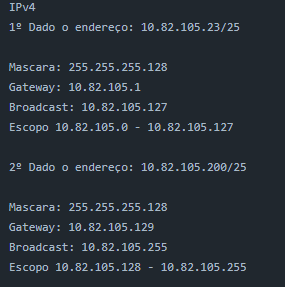 IPv4
1º Dado o endereço: 10.82.105.23/25
Mascara: 255.255.255.128
Gateway: 10.82.105.1
Broadcast: 10.82.105.127
Escopo 10.82.105.0 - 10.82.105.127
2º Dado o endereço: 10.82.105.200/25
Mascara: 255.255.255.128
Gateway: 10.82.105.129
Broadcast: 10.82.105.255
Escopo 10.82.105.128 - 10.82.105.255